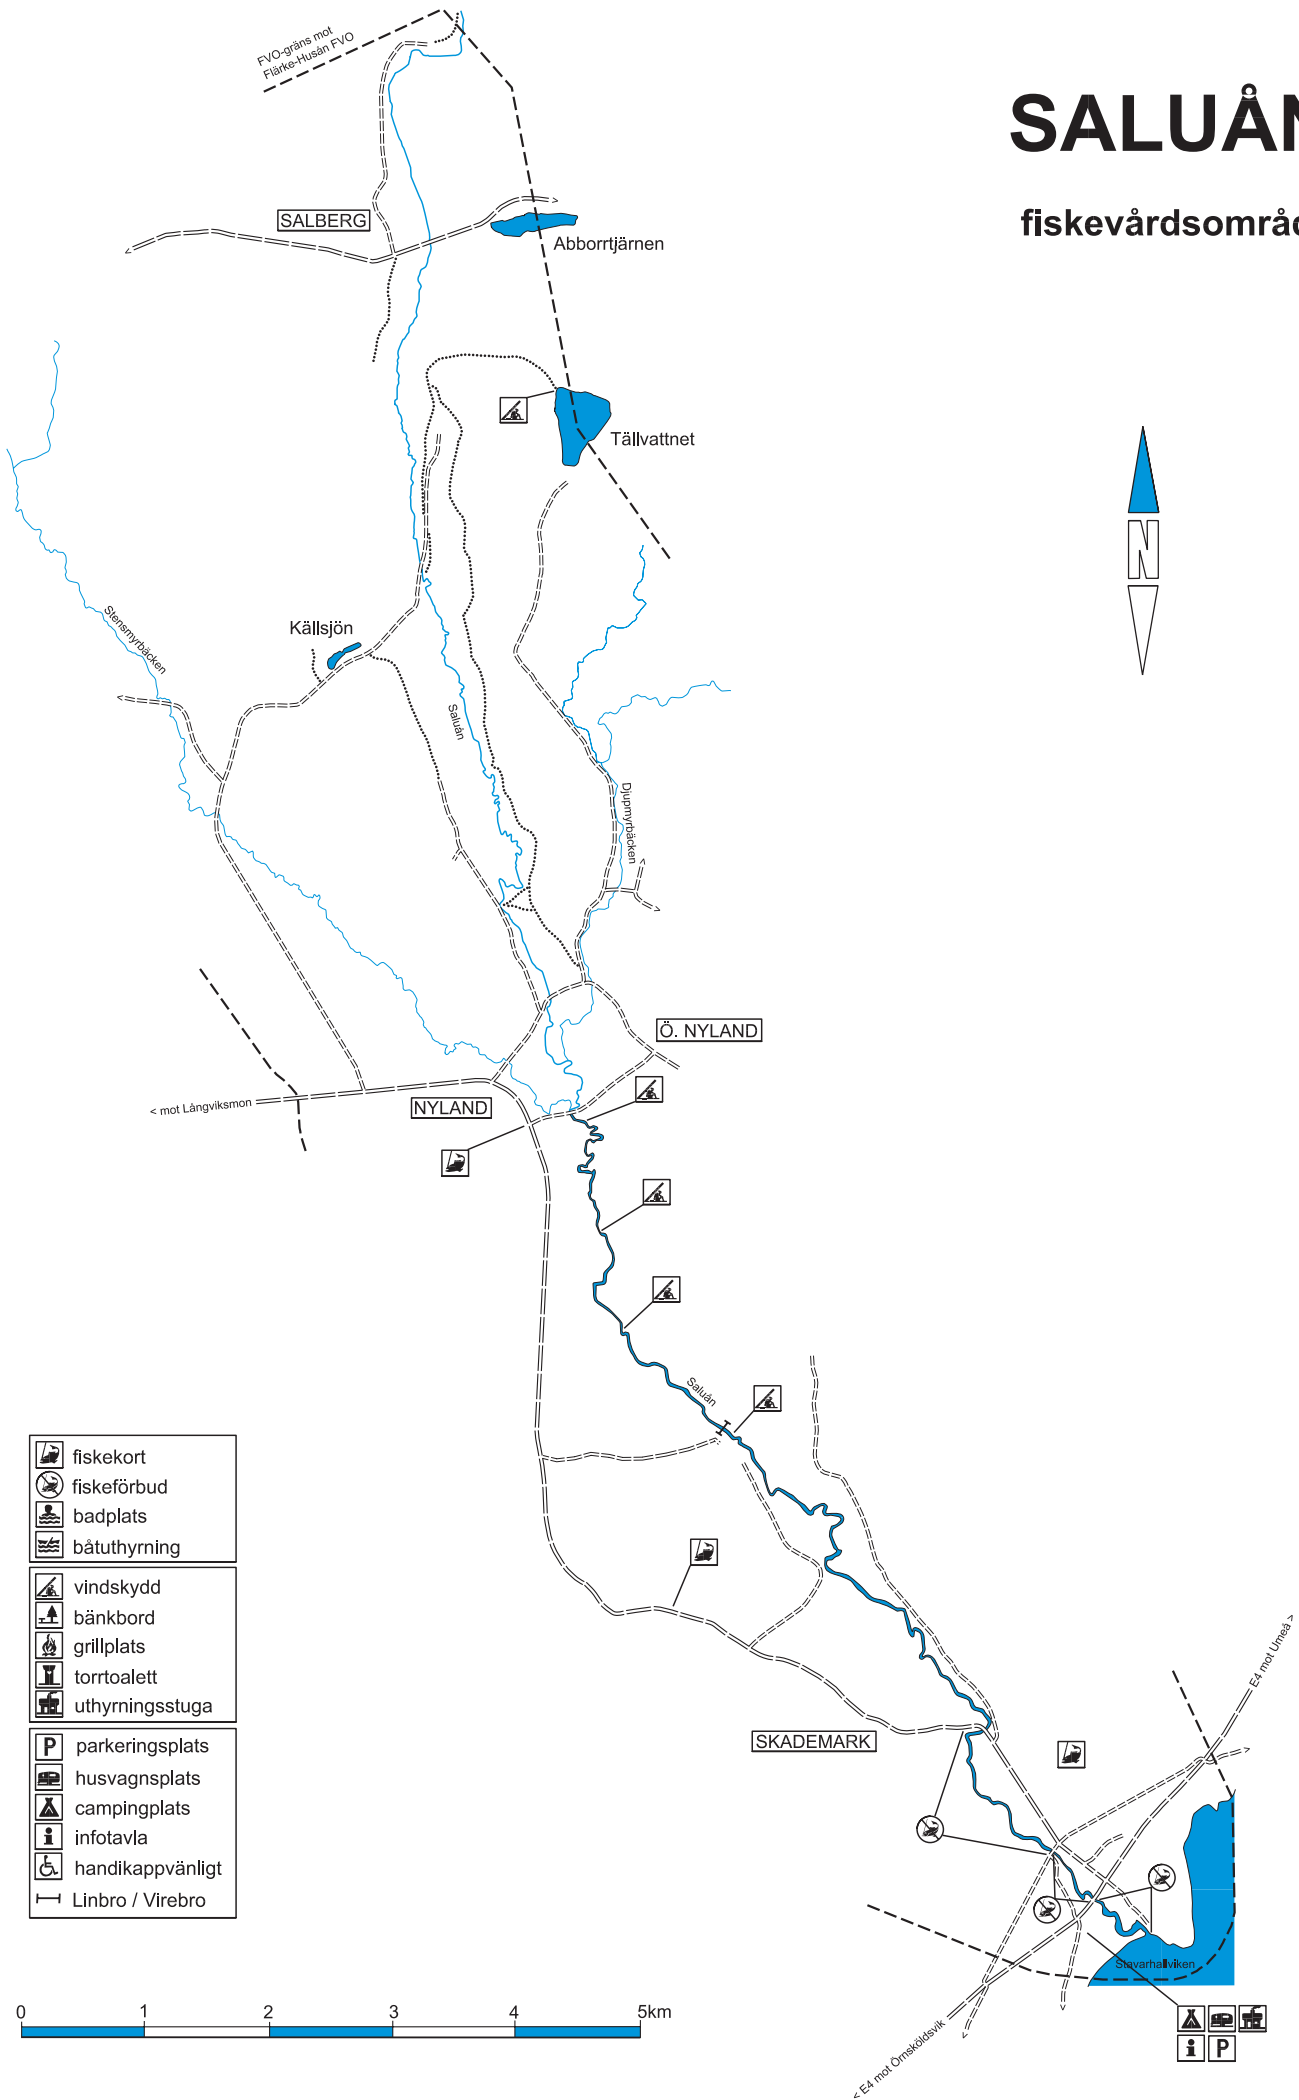 FVO-gräns mot
Flärke-Husån FVO
SALUÅN
fiskevårdsområd
SALBERG
Abborrtjärnen
Tällvattnet
N
Stensmyrbäcken
Källsjön
Saluån
Djupmyrbäcken
Ö. NYLAND
< mot Långviksmon
NYLAND
Saluån
fiskekort
fiskeförbud
badplats
båtuthyrning
vindskydd
bänkbord
grillplats
torrtoalett
uthyrningsstuga
P parkeringsplats
husvagnsplats
campingplats
i infotavla
handikappvänligt
Linbro / Virebro
SKADEMARK
E4 mot Umeå >
Stavarhallviken
< E4 mot Örnsköldsvik
i P
0 1 2 3 4 5km